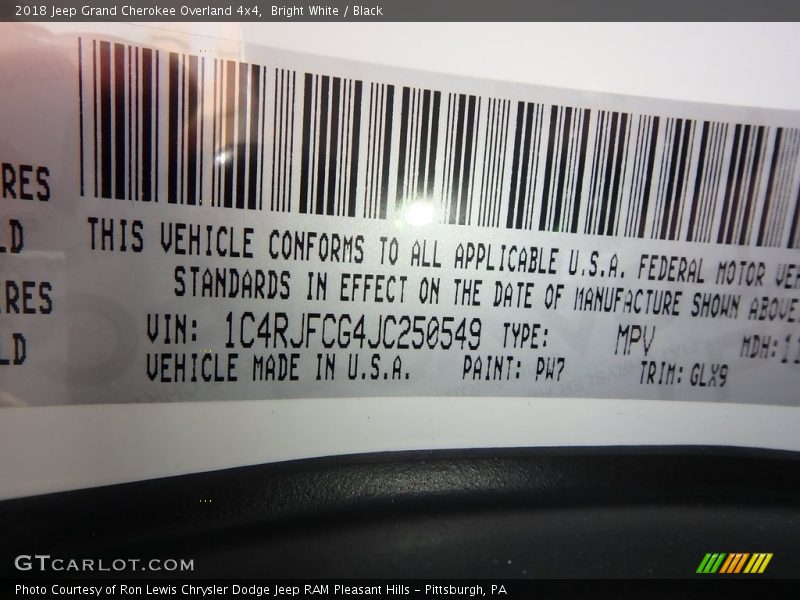 2018 Jeep Grand Cherokee Overland 4x4, Bright White / Black
RES
LD
RES
LD
THIS VEHICLE CONFORMS TO ALL APPLICABLE U.S.A. FEDERAL MOTOR VEH
STANDARDS IN EFFECT ON THE DATE OF MANUFACTURE SHOWN ABOVE
VIN: 1C4RJFCG4JC250549 TYPE: MPV MDH: 11
VEHICLE MADE IN U.S.A. PAINT: PW7 TRIM: GLX9
GTCARLOT.COM
Photo Courtesy of Ron Lewis Chrysler Dodge Jeep RAM Pleasant Hills - Pittsburgh, PA